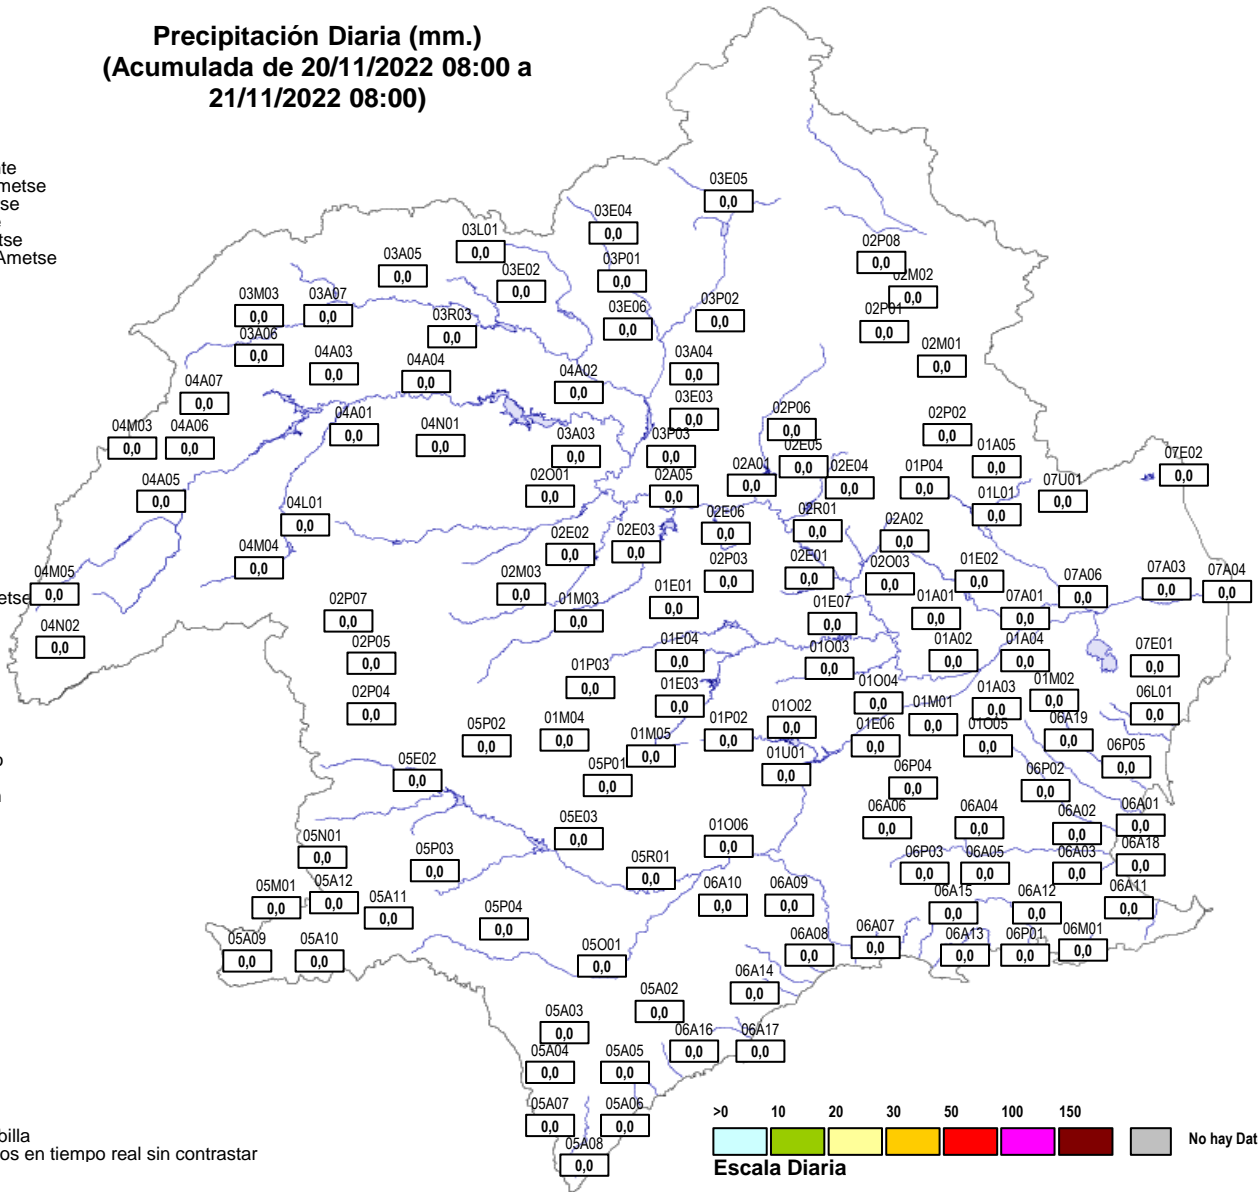 Precipitación Diaria (mm.)
(Acumulada de 20/11/2022 08:00 a
21/11/2022 08:00)
nte
metse
tse
Ametse
03E05
0,0
03E04
0,0
03L01
0,0
02P08
0,0
03A05
0,0
03P01
0,0
03E02
0,0
02M02
0,0
03M03
0,0
03A07
0,0
03P02
0,0
03E06
0,0
02P01
0,0
03R03
0,0
03A06
0,0
02M01
0,0
04A03
0,0
03A04
0,0
04A04
0,0
04A02
0,0
04A07
0,0
03E03
0,0
02P06
0,0
04A01
0,0
02P02
0,0
04M03
0,0
04A06
0,0
04N01
0,0
03A03
0,0
03P03
0,0
02E05
0,0
01A05
0,0
07E02
0,0
02A01
0,0
02E04
0,0
01P04
0,0
04A05
0,0
02O01
0,0
02A05
0,0
07U01
0,0
01L01
0,0
04L01
0,0
02E06
0,0
02R01
0,0
02A02
0,0
02E02
0,0
02E03
0,0
04M04
0,0
02P03
0,0
02E01
0,0
02O03
0,0
01E02
0,0
04M05
0,0
etse
02M03
0,0
07A06
0,0
07A03
0,0
07A04
0,0
01E01
0,0
02P07
0,0
01M03
0,0
01E07
0,0
01A01
0,0
07A01
0,0
04N02
0,0
02P05
0,0
01E04
0,0
01O03
0,0
01A02
0,0
01A04
0,0
07E01
0,0
01P03
0,0
01E03
0,0
01O04
0,0
01A03
0,0
01M02
0,0
06L01
0,0
02P04
0,0
05P02
0,0
01M04
0,0
01P02
0,0
01O02
0,0
01M01
0,0
01E06
0,0
01O05
0,0
06A19
0,0
01M05
0,0
06P05
0,0
05E02
0,0
05P01
0,0
01U01
0,0
06P04
0,0
06P02
0,0
05E03
0,0
01O06
0,0
06A06
0,0
06A04
0,0
06A02
0,0
06A01
0,0
05N01
0,0
05P03
0,0
05R01
0,0
06P03
0,0
06A05
0,0
06A03
0,0
06A18
0,0
05M01
0,0
05A12
0,0
05A11
0,0
06A10
0,0
06A09
0,0
06A15
0,0
06A12
0,0
06A11
0,0
05P04
0,0
05A09
0,0
05A10
0,0
05O01
0,0
06A08
0,0
06A07
0,0
06A13
0,0
06P01
0,0
06M01
0,0
06A14
0,0
05A02
0,0
05A03
0,0
06A16
0,0
06A17
0,0
05A04
0,0
05A05
0,0
05A07
0,0
05A06
0,0
05A08
0,0
billa
os en tiempo real sin contrastar
>0 10 20 30 50 100 150
No hay Dat
Escala Diaria